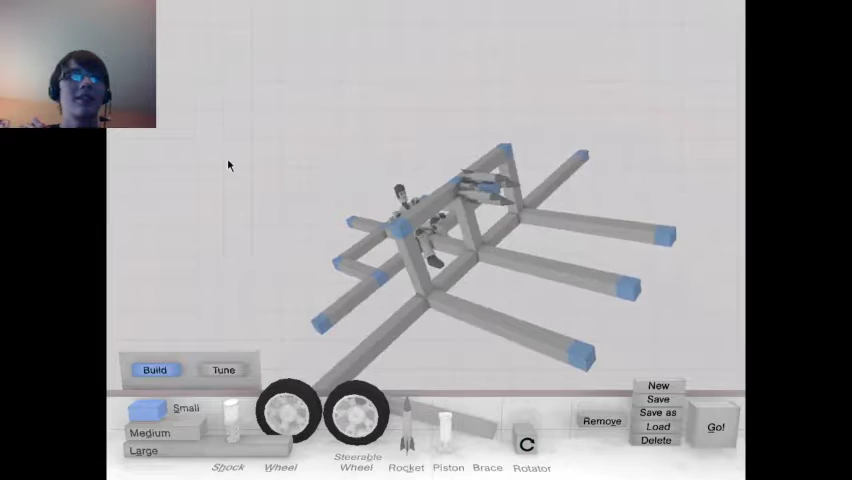 Build Tune
Small
Medium
Large
Shock Wheel Steerable Wheel Rocket Piston Brace Rotator
C
Remove
New
Save
Save as
Load
Delete
Go!